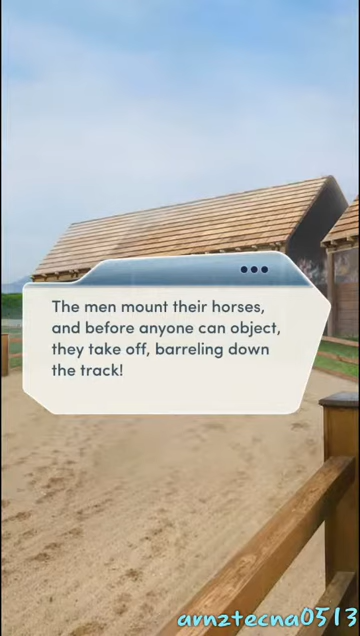 The men mount their horses,
and before anyone can object,
they take off, barreling down
the track!
arnztecna0513